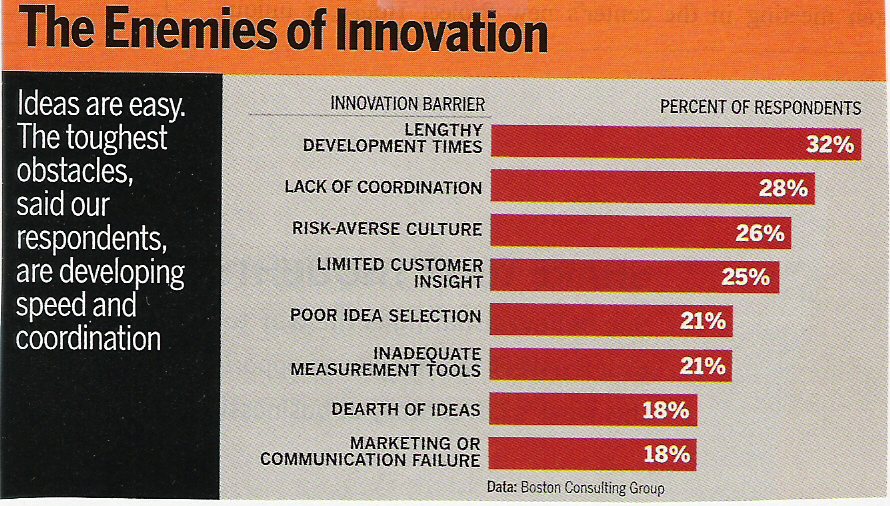 The Enemies of Innovation
Ideas are easy.
The toughest
obstacles,
said our
respondents,
are developing
speed and
coordination
INNOVATION BARRIER
PERCENT OF RESPONDENTS
LENGTHY
DEVELOPMENT TIMES
32%
LACK OF COORDINATION
28%
RISK-AVERSE CULTURE
26%
LIMITED CUSTOMER
INSIGHT
25%
POOR IDEA SELECTION
21%
INADEQUATE
MEASUREMENT TOOLS
21%
DEARTH OF IDEAS
18%
MARKETING OR
COMMUNICATION FAILURE
18%
Data: Boston Consulting Group